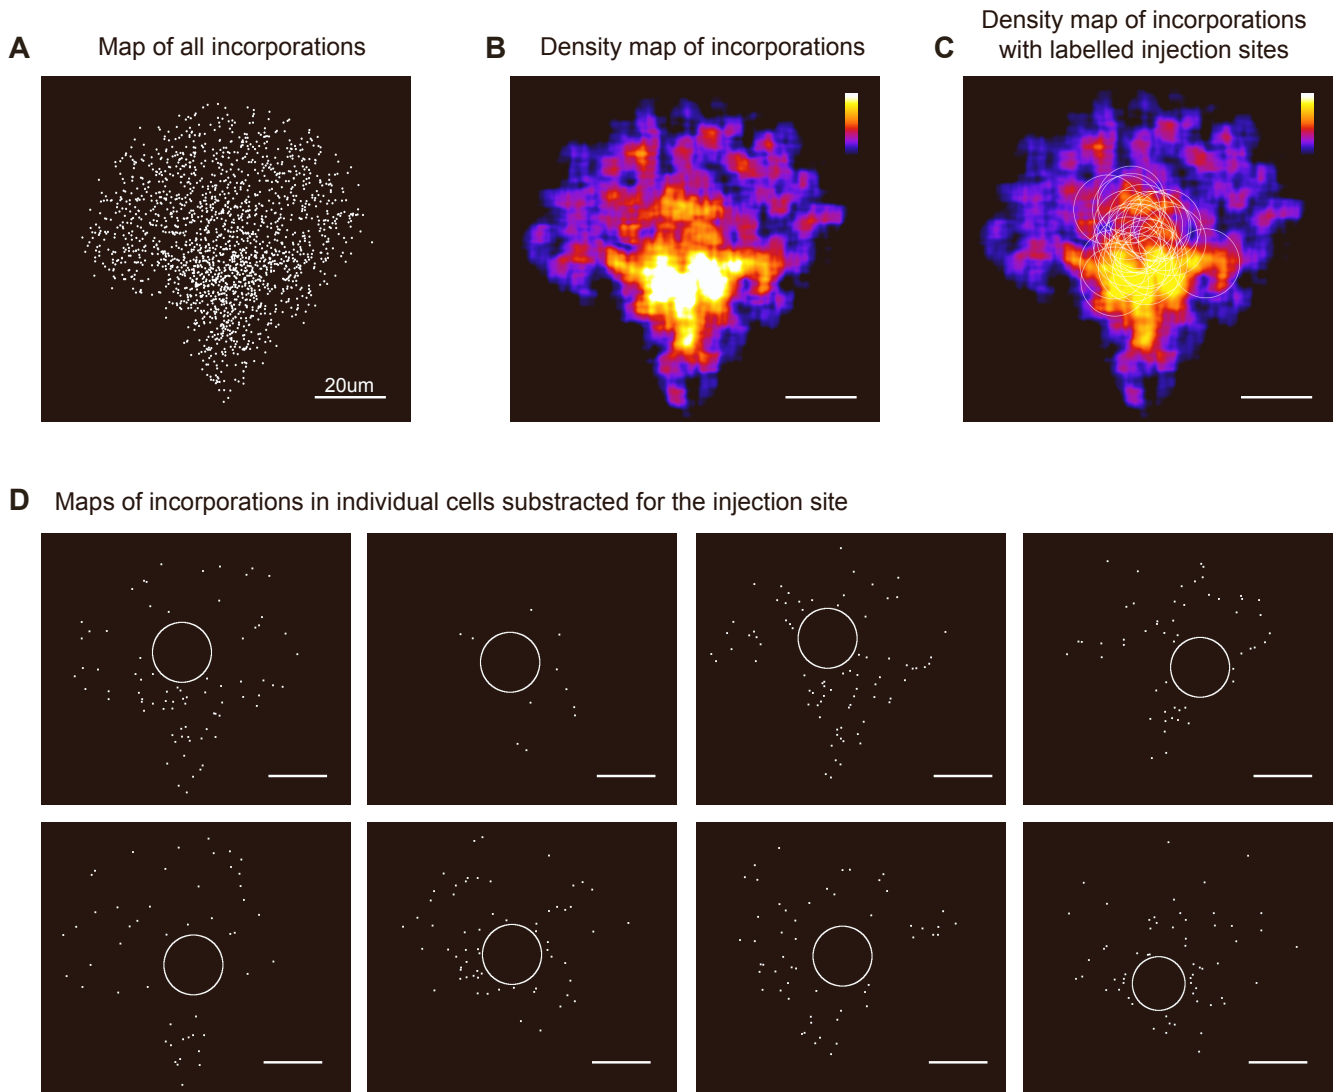 A
Map of all incorporations
B
Density map of incorporations
C
Density map of incorporations
with labelled injection sites
20um
D
Maps of incorporations in individual cells substracted for the injection site